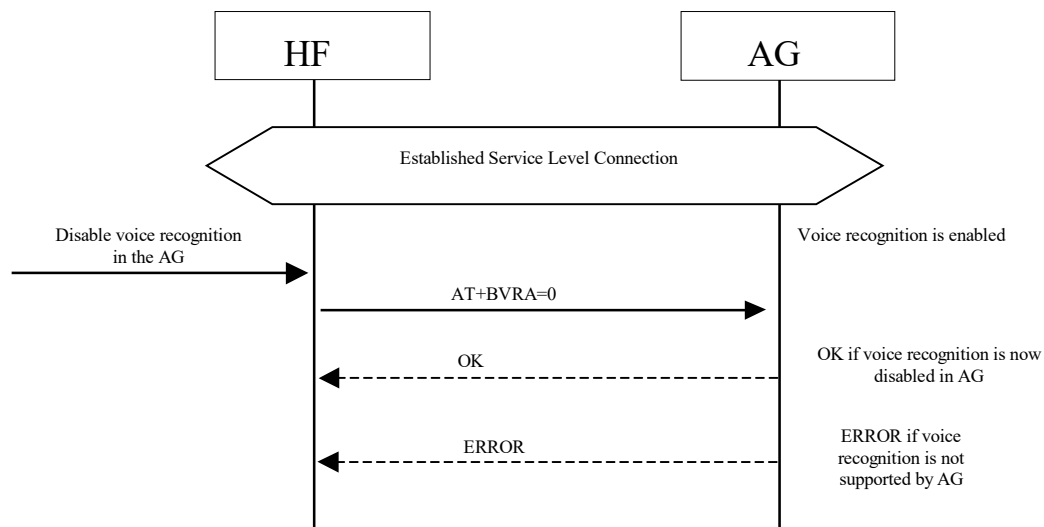 HF
AG
Established Service Level Connection
Disable voice recognition
in the AG
Voice recognition is enabled
AT+BVRA=0
OK
OK if voice recognition is now
disabled in AG
ERROR
ERROR if voice
recognition is not
supported by AG